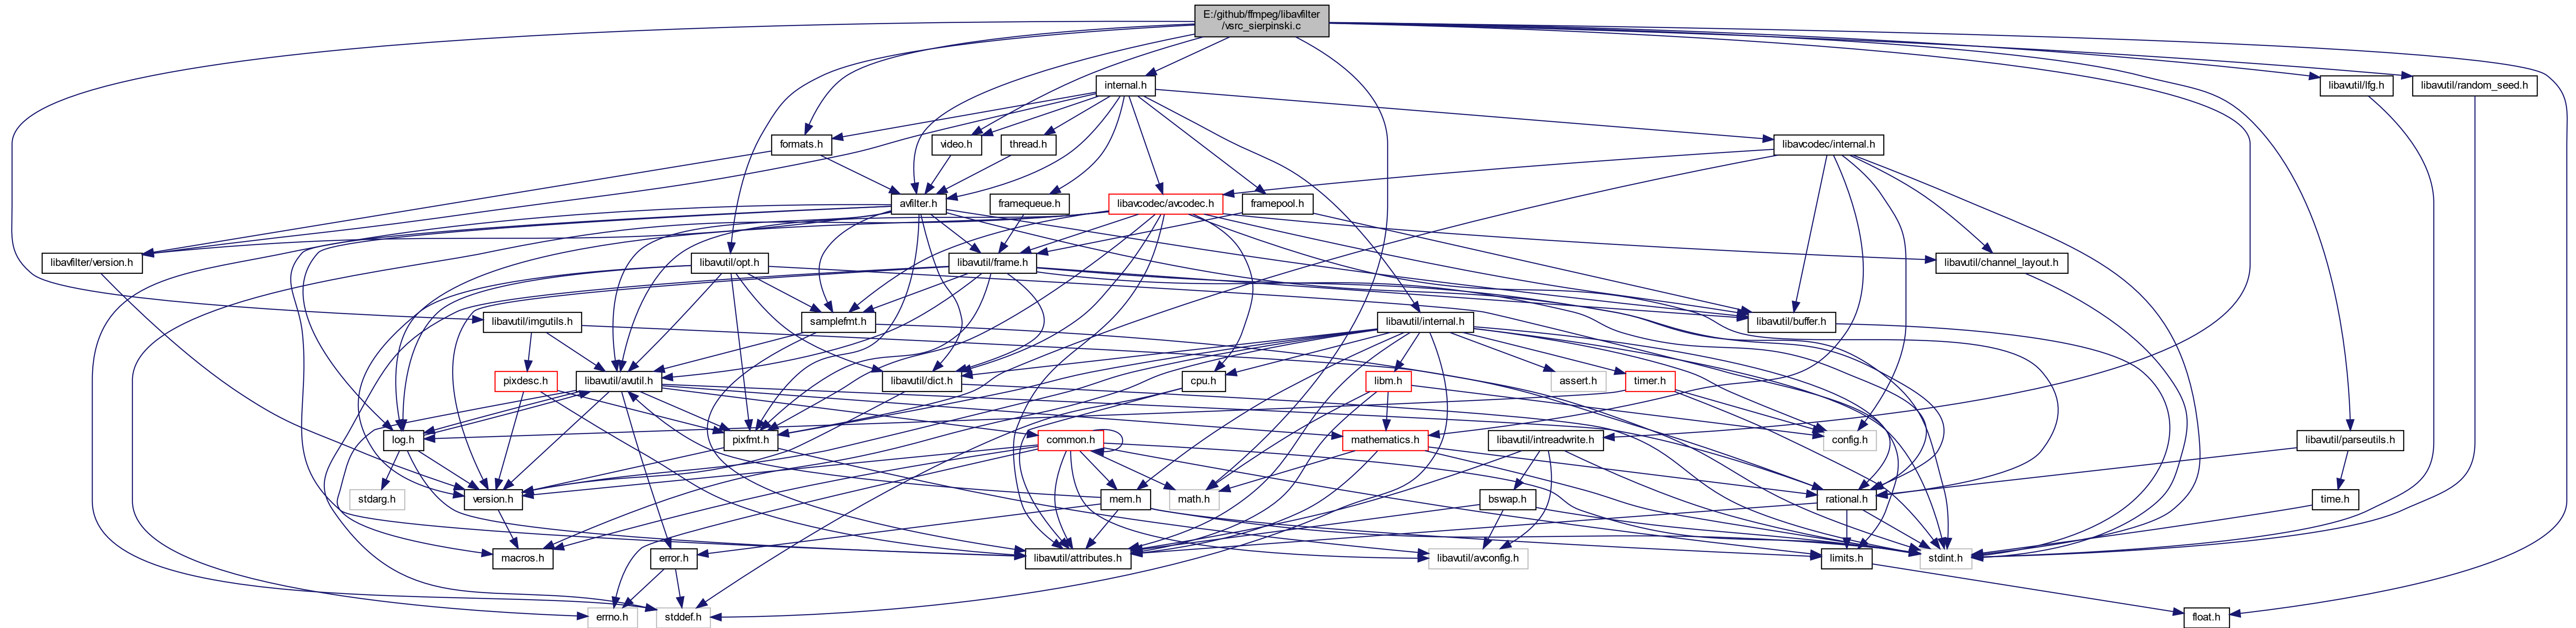 E:/github/ffmpeg/libavfilter
/vsrc_sierpinski.c
internal.h
libavutil/lfg.h
libavutil/random_seed.h
formats.h
video.h
thread.h
libavcodec/internal.h
avfilter.h
framequeue.h
libavcodec/avcodec.h
framepool.h
libavfilter/version.h
libavutil/opt.h
libavutil/frame.h
libavutil/channel_layout.h
libavutil/imgutils.h
samplefmt.h
libavutil/internal.h
libavutil/buffer.h
pixdesc.h
libavutil/avutil.h
libavutil/dict.h
cpu.h
libm.h
assert.h
timer.h
log.h
pixfmt.h
common.h
mathematics.h
libavutil/intreadwrite.h
config.h
libavutil/parseutils.h
stdarg.h
version.h
mem.h
math.h
bswap.h
rational.h
time.h
macros.h
error.h
libavutil/attributes.h
libavutil/avconfig.h
limits.h
stdint.h
errno.h
stddef.h
float.h